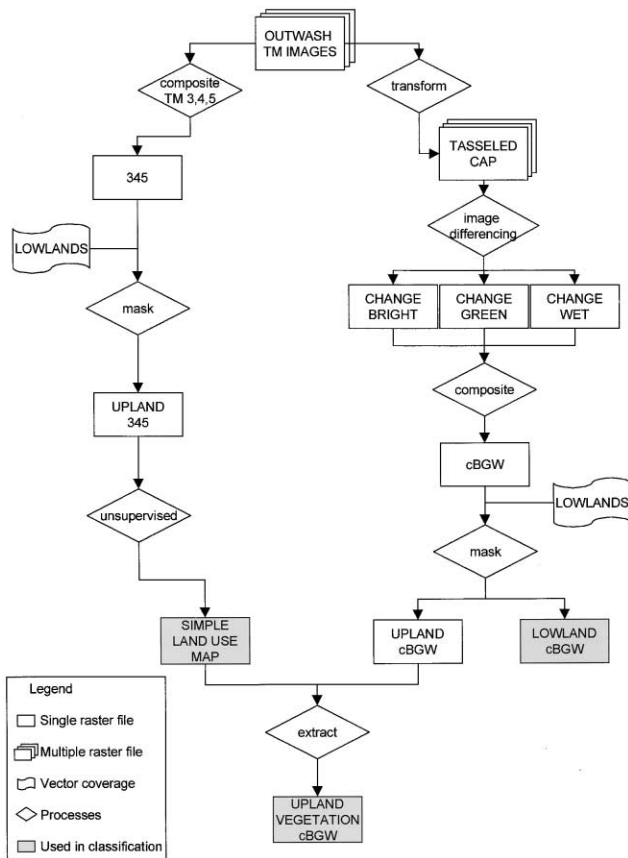 OUTWASH
TM IMAGES
composite
TM 3,4,5
transform
345
TASSELED
CAP
LOWLANDS
image
differencing
mask
CHANGE
BRIGHT
CHANGE
GREEN
CHANGE
WET
UPLAND
345
composite
cBGW
LOWLANDS
unsupervised
mask
SIMPLE
LAND USE
MAP
UPLAND
cBGW
LOWLAND
cBGW
Legend
Single raster file
Multiple raster file
Vector coverage
Processes
Used in classification
extract
UPLAND
VEGETATION
cBGW